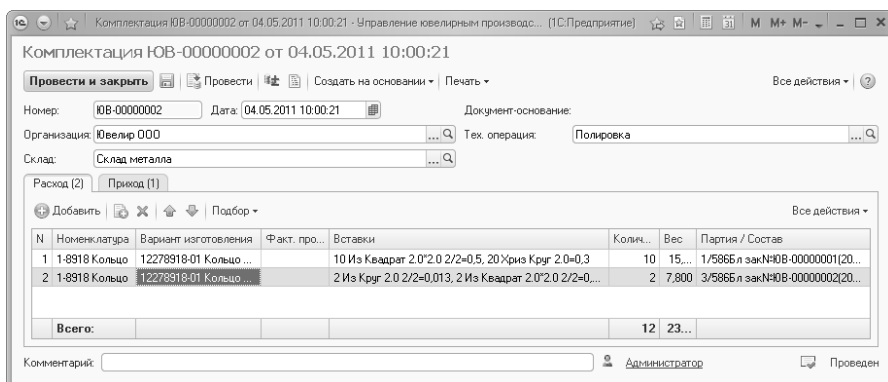 Комплектация ЮВ-00000002 от 04.05.2011 10:00:21 - Управление ювелирным производс... (1С:Предприятие) M M+ M-
Комплектация ЮВ-00000002 от 04.05.2011 10:00:21
Провести и закрыть Провести Создать на основании Печать Все действия
Номер: ЮВ-00000002 Дата: 04.05.2011 10:00:21 Документ-основание:
Организация: Ювелир ООО ... Тех. операция: Полировка ...
Склад: Склад металла ...
Расход (2) Приход (1)
Добавить Подбор Все действия
N Номенклатура Вариант изготовления Факт. про... Вставки Колич... Вес Партия / Состав
1 1-8918 Кольцо 12278918-01 Кольцо ... 10 Из Квадрат 2.0*2.0 2/2=0,5, 20 Хриз Круг 2.0=0,3 10 15,... 1/586Бл зак№ЮВ-00000001(20...
2 1-8918 Кольцо 12278918-01 Кольцо ... 2 Из Круг 2.0 2/2=0,013, 2 Из Квадрат 2.0*2.0 2/2=0,... 2 7,800 3/586Бл зак№ЮВ-00000002(20...
Всего: 12 23...
Комментарий: Администратор Проведен